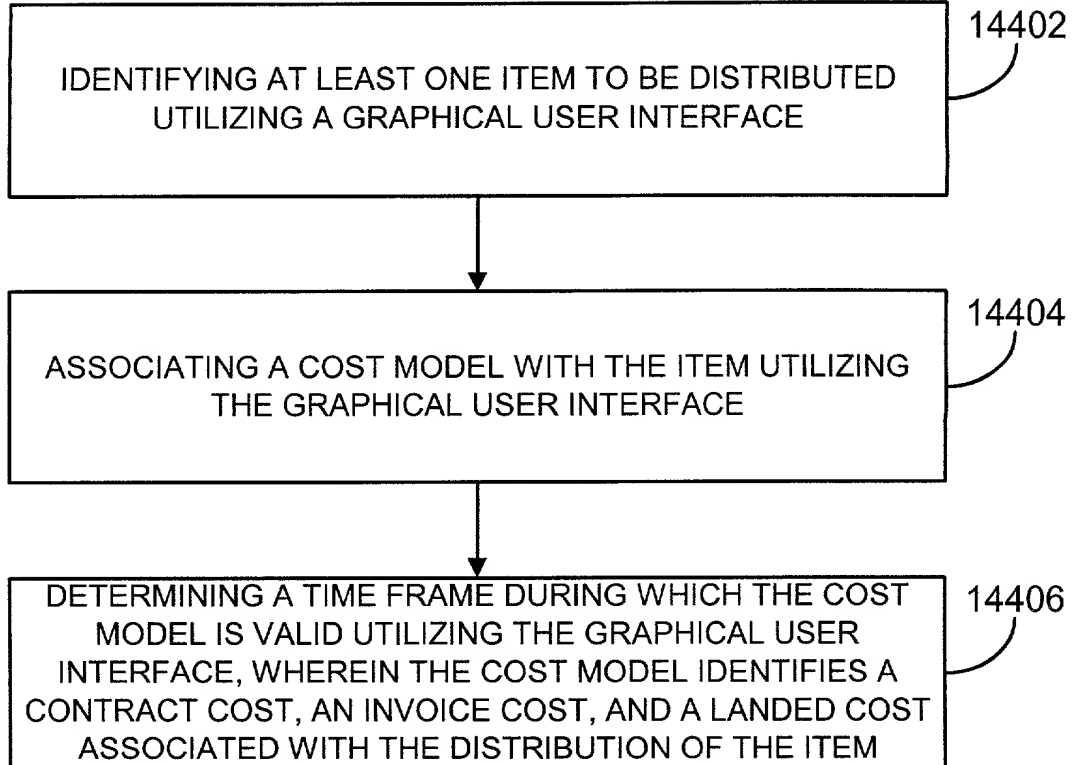 14402
IDENTIFYING AT LEAST ONE ITEM TO BE DISTRIBUTED
UTILIZING A GRAPHICAL USER INTERFACE
14404
ASSOCIATING A COST MODEL WITH THE ITEM UTILIZING
THE GRAPHICAL USER INTERFACE
14406
DETERMINING A TIME FRAME DURING WHICH THE COST
MODEL IS VALID UTILIZING THE GRAPHICAL USER
INTERFACE, WHEREIN THE COST MODEL IDENTIFIES A
CONTRACT COST, AN INVOICE COST, AND A LANDED COST
ASSOCIATED WITH THE DISTRIBUTION OF THE ITEM